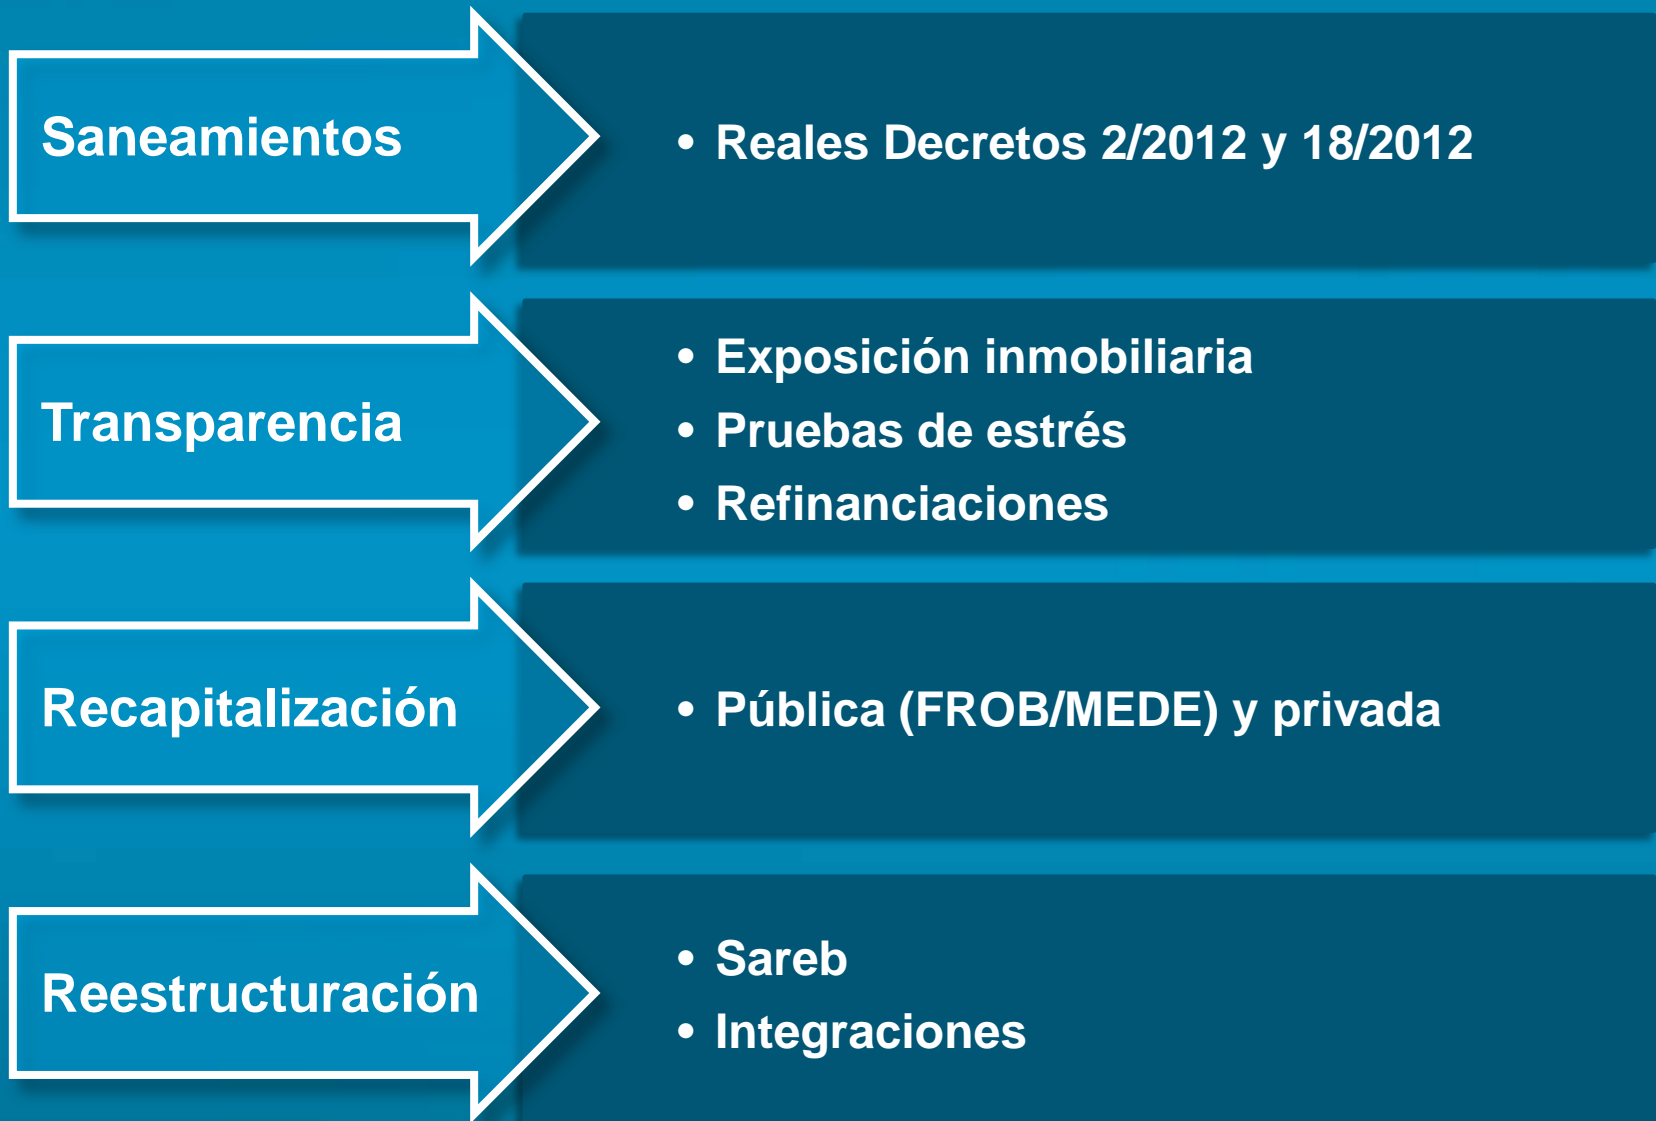 Saneamientos
• Reales Decretos 2/2012 y 18/2012
Transparencia
• Exposición inmobiliaria
• Pruebas de estrés
• Refinanciaciones
Recapitalización
• Pública (FROB/MEDE) y privada
Reestructuración
• Sareb
• Integraciones